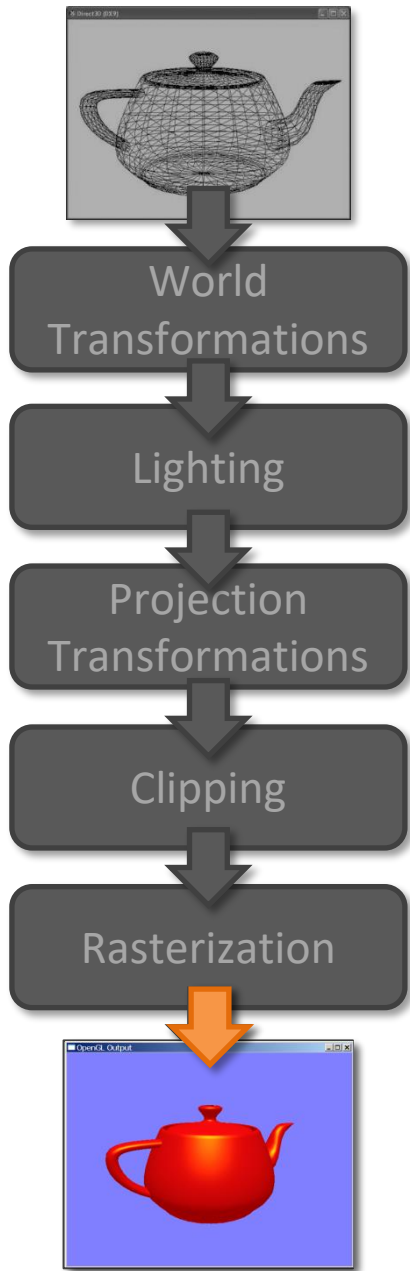 World
Transformations
Lighting
Projection
Transformations
Clipping
Rasterization
OpenGL Output